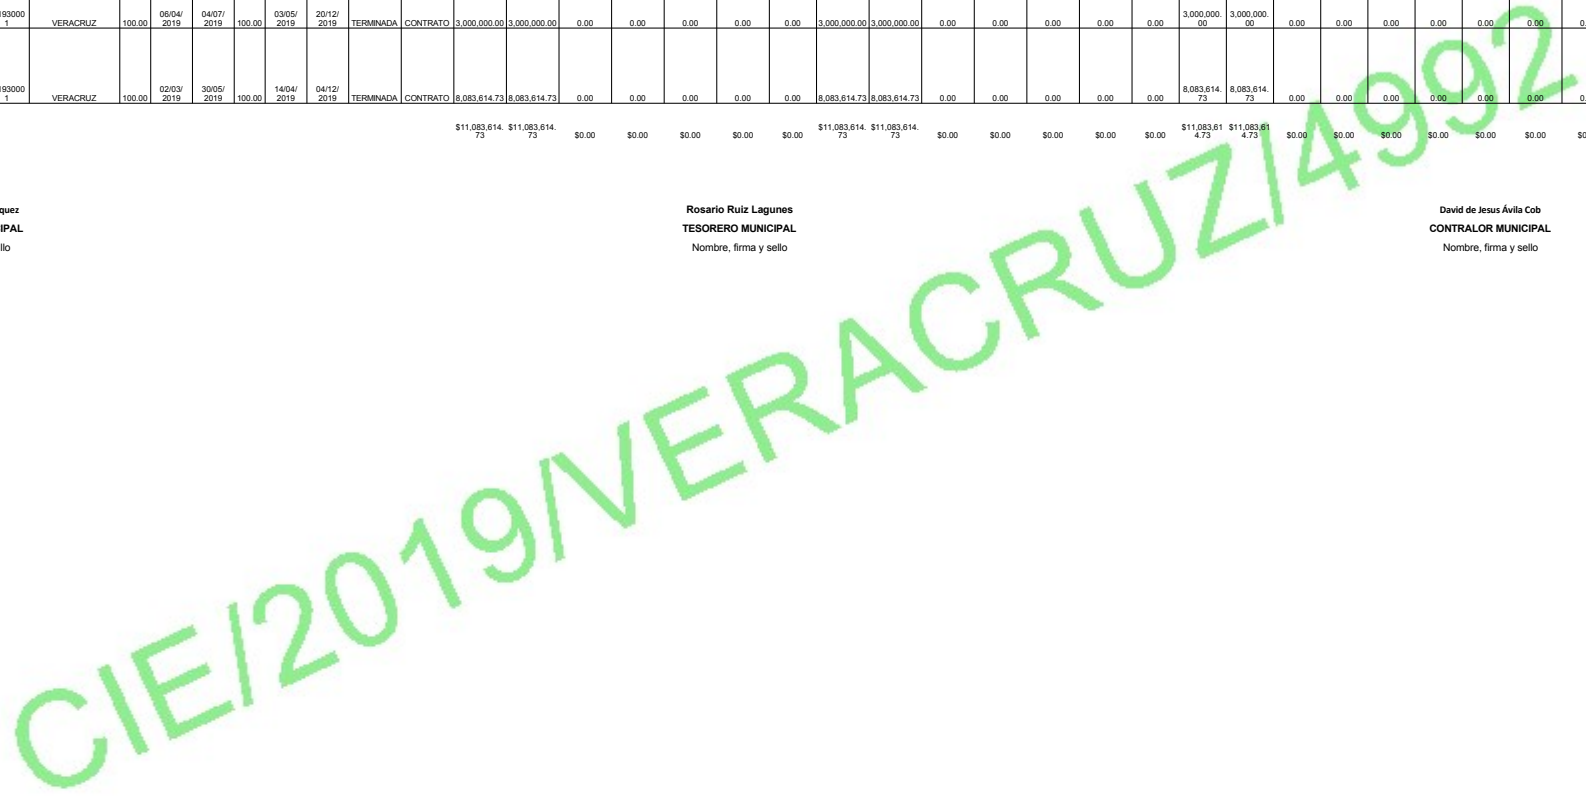 193000 1 VERACRUZ 100.00 06/04/2019 04/07/2019 100.00 03/05/2019 20/12/2019 TERMINADA CONTRATO 3,000,000.00 3,000,000.00 0.00 0.00 0.00 0.00 0.00 3,000,000.00 3,000,000.00 0.00 0.00 0.00 0.00 0.00 3,000,000.00 3,000,000.00 0.00 0.00 0.00 0.00 0.00 0.00
193000 1 VERACRUZ 100.00 02/03/2019 30/05/2019 100.00 14/04/2019 04/12/2019 TERMINADA CONTRATO 8,083,614.73 8,083,614.73 0.00 0.00 0.00 0.00 0.00 8,083,614.73 8,083,614.73 0.00 0.00 0.00 0.00 0.00 8,083,614.73 8,083,614.73 0.00 0.00 0.00 0.00 0.00 0.00
$11,083,614.73 $11,083,614.73 $0.00 $0.00 $0.00 $0.00 $0.00 $11,083,614.73 $11,083,614.73 $0.00 $0.00 $0.00 $0.00 $0.00 $11,083,614.73 $11,083,614.73 $0.00 $0.00 $0.00 $0.00 $0.00 $0.00
quez Rosario Ruiz Lagunes David de Jesus Ávila Cob
IPAL TESORERO MUNICIPAL CONTRALOR MUNICIPAL
llo Nombre, firma y sello Nombre, firma y sello
CIE/2019/VERACRUZ/4992